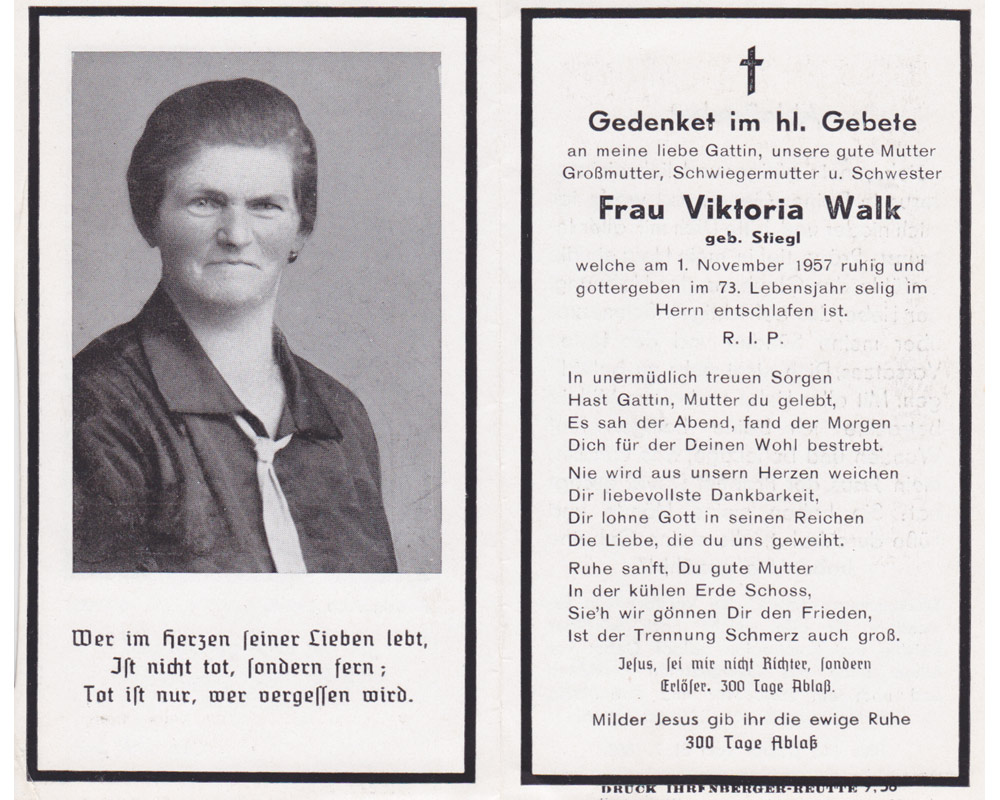 Wer im Herzen seiner Lieben lebt,
Ist nicht tot, sondern fern;
Tot ist nur, wer vergessen wird.
Gedenket im hl. Gebete
an meine liebe Gattin, unsere gute Mutter
Großmutter, Schwiegermutter u. Schwester
Frau Viktoria Walk
geb. Stiegl
welche am 1. November 1957 ruhig und
gottergeben im 73. Lebensjahr selig im
Herrn entschlafen ist.
R. I. P.
In unermüdlich treuen Sorgen
Hast Gattin, Mutter du gelebt,
Es sah der Abend, fand der Morgen
Dich für der Deinen Wohl bestrebt.
Nie wird aus unsern Herzen weichen
Dir liebevollste Dankbarkeit,
Dir lohne Gott in seinen Reichen
Die Liebe, die du uns geweiht.
Ruhe sanft, Du gute Mutter
In der kühlen Erde Schoss,
Sie'h wir gönnen Dir den Frieden,
Ist der Trennung Schmerz auch groß.
Jesus, sei mir nicht Richter, sondern
Erlöser. 300 Tage Ablaß.
Milder Jesus gib ihr die ewige Ruhe
300 Tage Ablaß
DRUCK IHRENBERGER-REUTTE